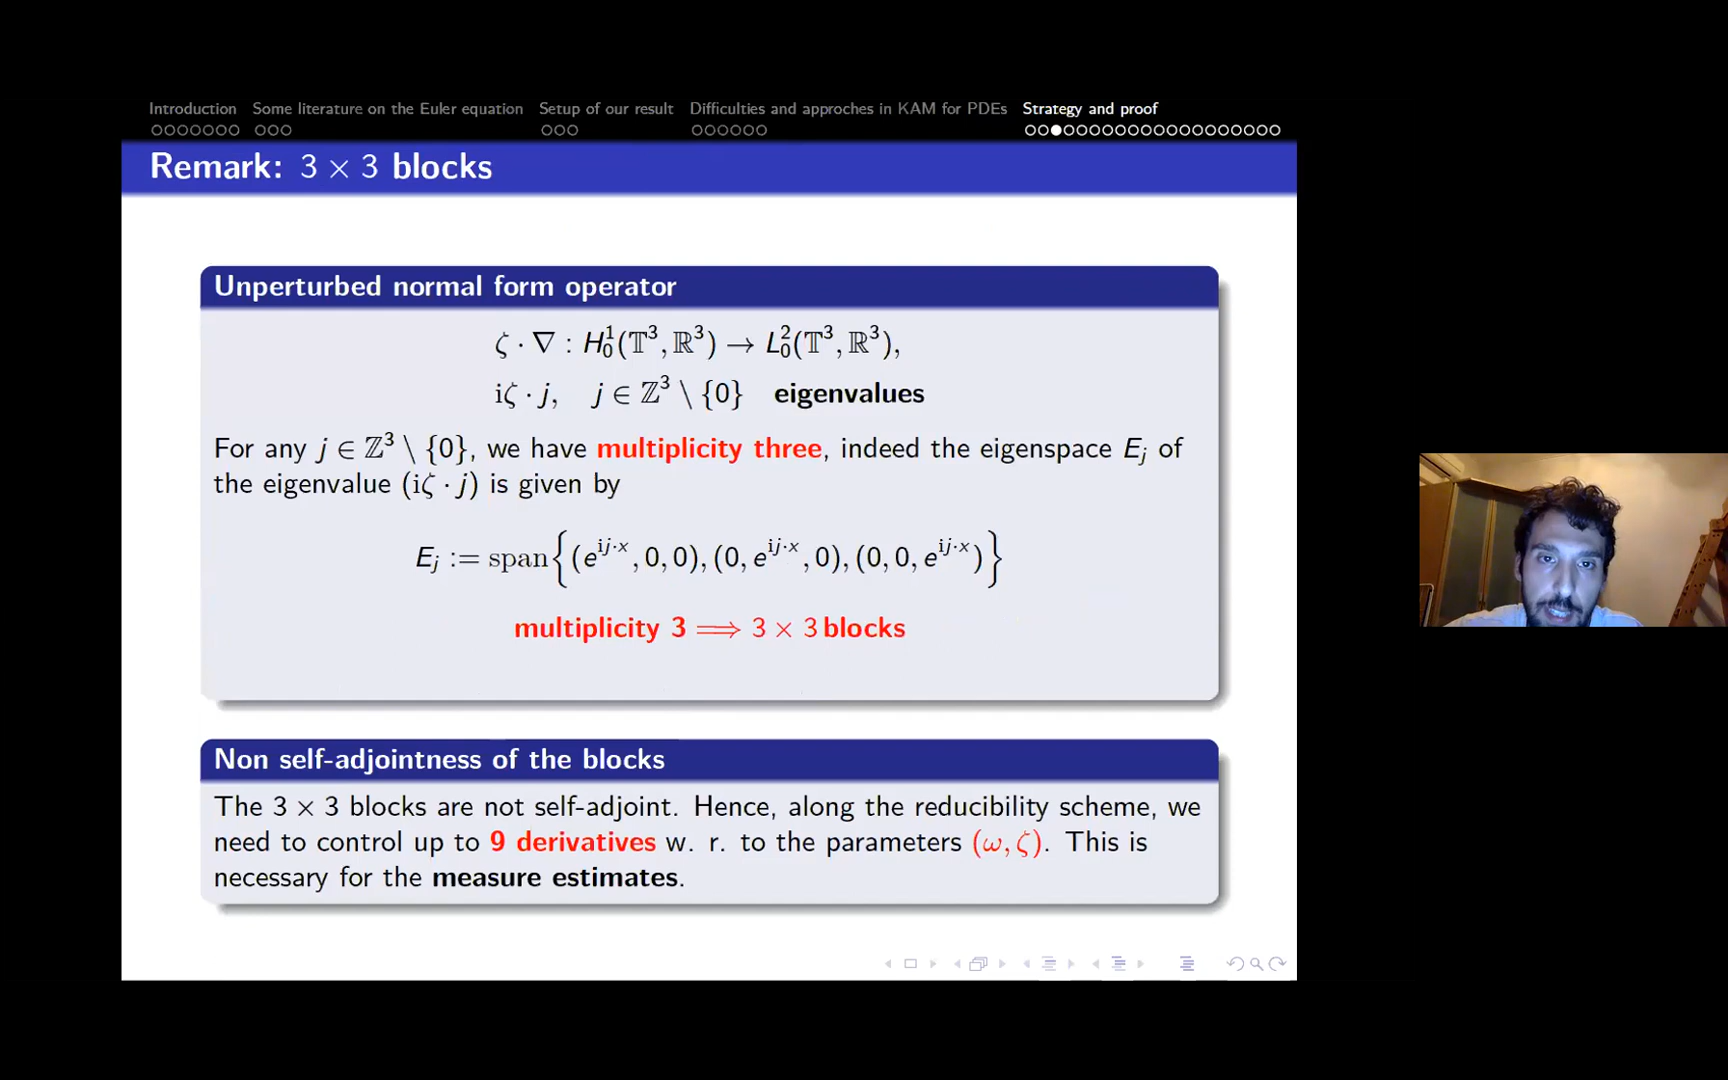 Introduction Some literature on the Euler equation Setup of our result Difficulties and approches in KAM for PDEs Strategy and proof
Remark: 3 × 3 blocks
Unperturbed normal form operator
ζ · ∇ : H₀¹(𝕋³, ℝ³) → L₀²(𝕋³, ℝ³),
iζ · j, j ∈ ℤ³ \ {0} eigenvalues
For any j ∈ ℤ³ \ {0}, we have multiplicity three, indeed the eigenspace Eⱼ of
the eigenvalue (iζ · j) is given by
Eⱼ := span{(e^{ij·x}, 0, 0), (0, e^{ij·x}, 0), (0, 0, e^{ij·x})}
multiplicity 3 ⟹ 3 × 3 blocks
Non self-adjointness of the blocks
The 3 × 3 blocks are not self-adjoint. Hence, along the reducibility scheme, we
need to control up to 9 derivatives w. r. to the parameters (ω, ζ). This is
necessary for the measure estimates.